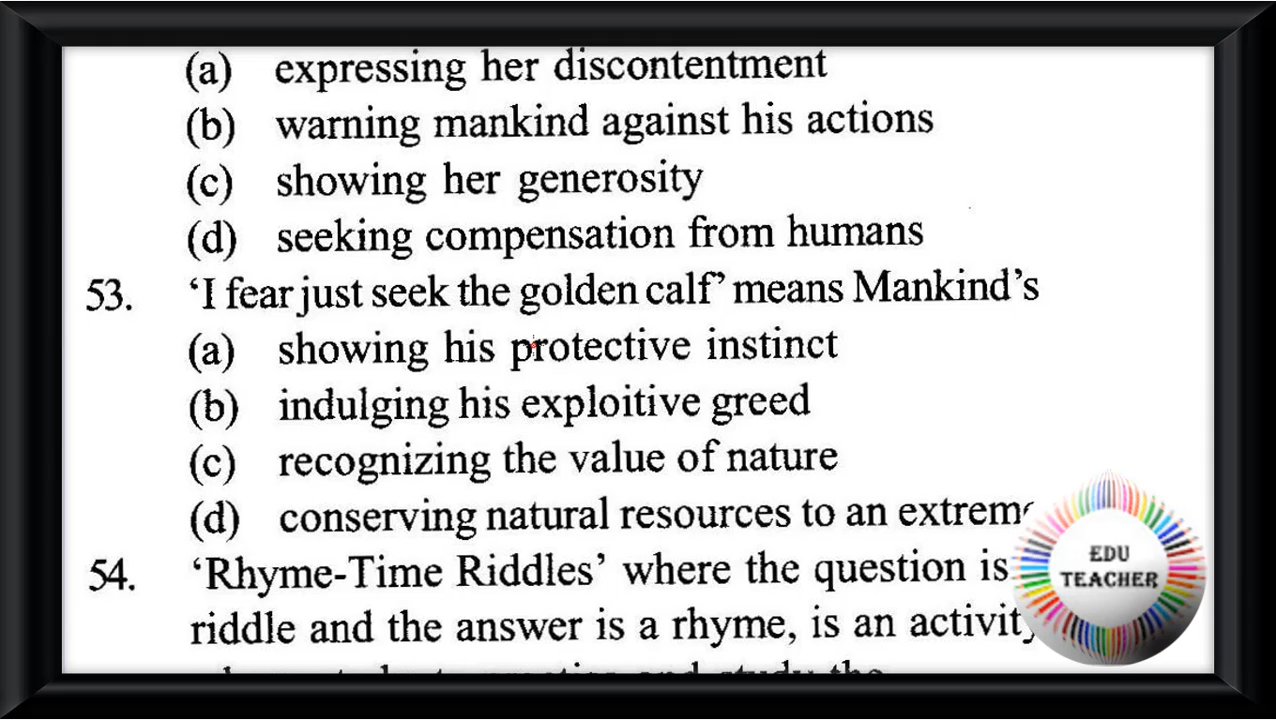 (a) expressing her discontentment
(b) warning mankind against his actions
(c) showing her generosity
(d) seeking compensation from humans
53. ‘I fear just seek the golden calf’ means Mankind’s
(a) showing his protective instinct
(b) indulging his exploitive greed
(c) recognizing the value of nature
(d) conserving natural resources to an
54. ‘Rhyme-Time Riddles’ where the question is
riddle and the answer is a rhyme, is an
EDU
TEACHER